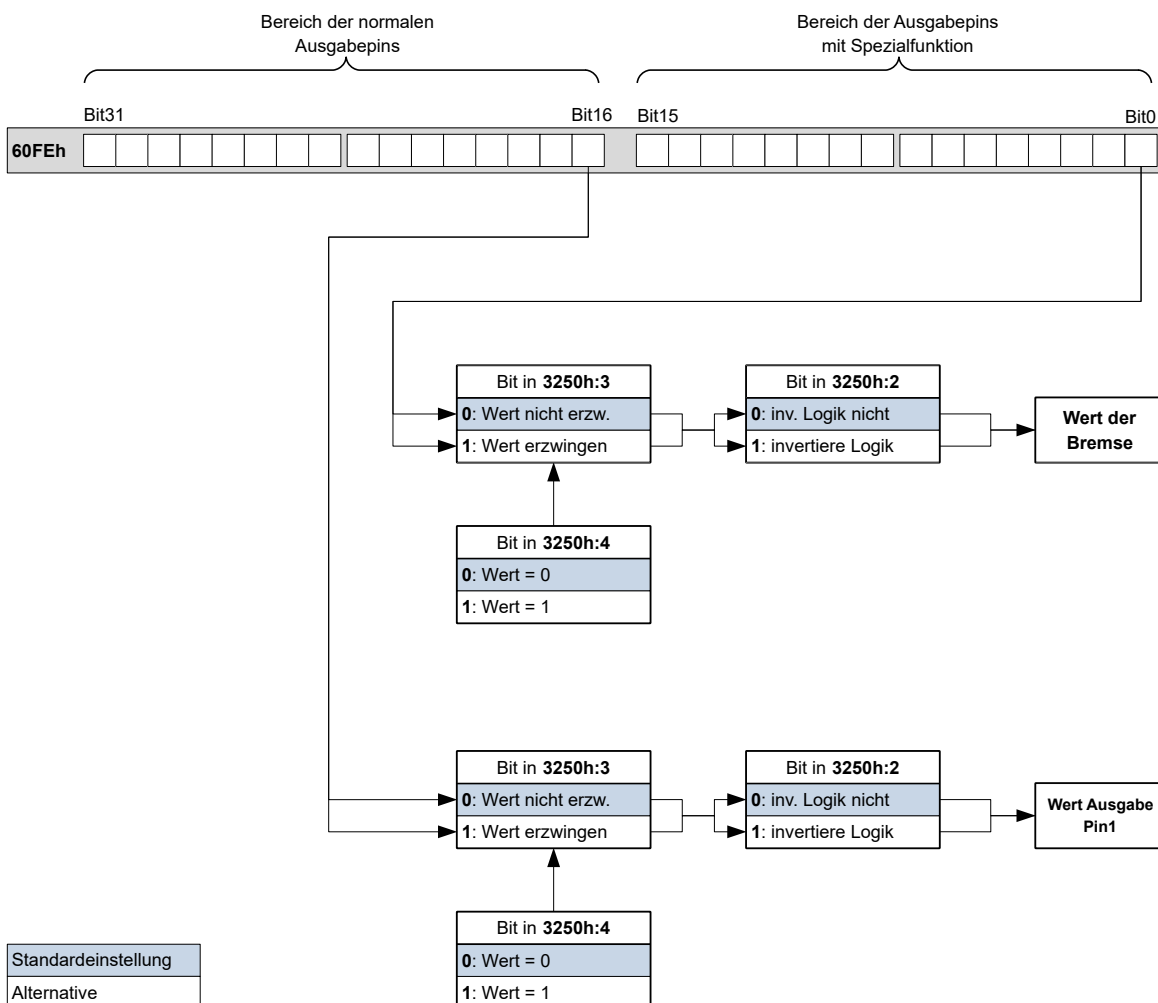 Bereich der normalen
Ausgabepins
Bereich der Ausgabepins
mit Spezialfunktion
Bit31
Bit16
Bit15
Bit0
60FEh
Bit in 3250h:3
0: Wert nicht erzw.
1: Wert erzwingen
Bit in 3250h:2
0: inv. Logik nicht
1: invertiere Logik
Wert der
Bremse
Bit in 3250h:4
0: Wert = 0
1: Wert = 1
Bit in 3250h:3
0: Wert nicht erzw.
1: Wert erzwingen
Bit in 3250h:2
0: inv. Logik nicht
1: invertiere Logik
Wert Ausgabe
Pin1
Bit in 3250h:4
0: Wert = 0
1: Wert = 1
Standardeinstellung
Alternative